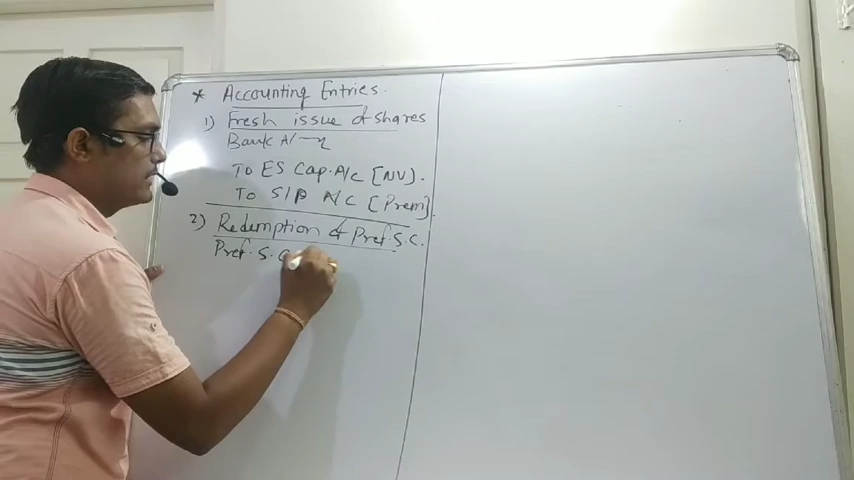 * Accounting Entries.
1) Fresh issue of shares
Bank A/c
To ES Cap. A/c [NV].
To S/P A/c [Prem].
2) Redemption of Pref. S.C.
Pref. S.C